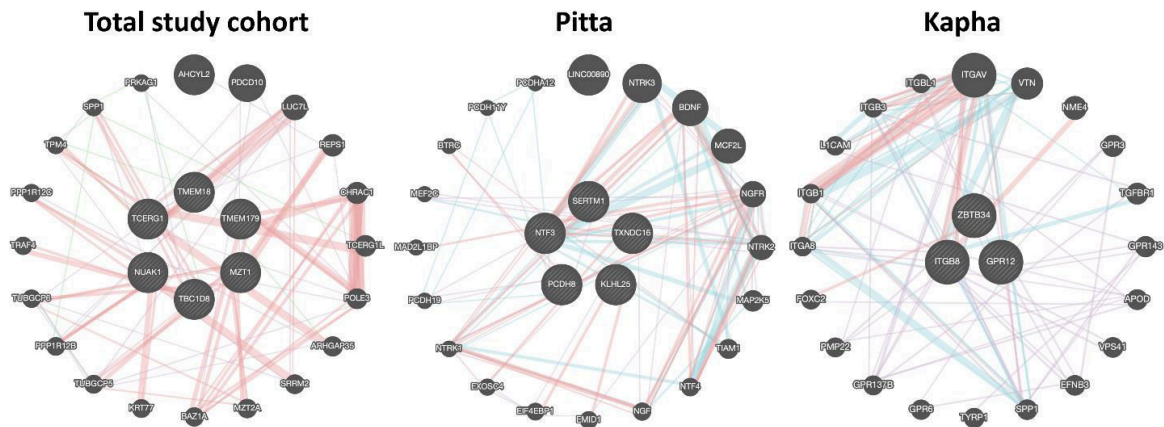 Total study cohort
Pitta
Kapha
AHCYL2
PDCD10
PRKAG1
LUC7L
SPP1
REPS1
TPM4
CHRAC1
PPP1R12C
TCERG1L
TRAF4
POLE3
TUBGCP6
ARHGAP35
PPP1R12B
SRRM2
TUBGCP5
MZT2A
KRT77
BAZ1A
TMEM18
TCERG1
TMEM179
NUAK1
MZT1
TBC1D8
LINC00890
NTRK3
PCDHA12
BDNF
PCDH11Y
MCF2L
BTRC
NGFR
MEF2C
NTRK2
MAD2L1BP
MAP2K5
PCDH19
TIAM1
NTRK1
NTF4
EXOSC4
NGF
EIF4EBP1
EMID1
SERTM1
NTF3
TXNDC16
PCDH8
KLHL25
ITGAV
VTN
ITGBL1
NME4
ITGB3
GPR3
L1CAM
TGFBR1
ITGB1
GPR143
ITGA8
APOD
FOXC2
VPS41
PMP22
EFNB3
GPR137B
SPP1
GPR6
TYRP1
ZBTB34
ITGB8
GPR12